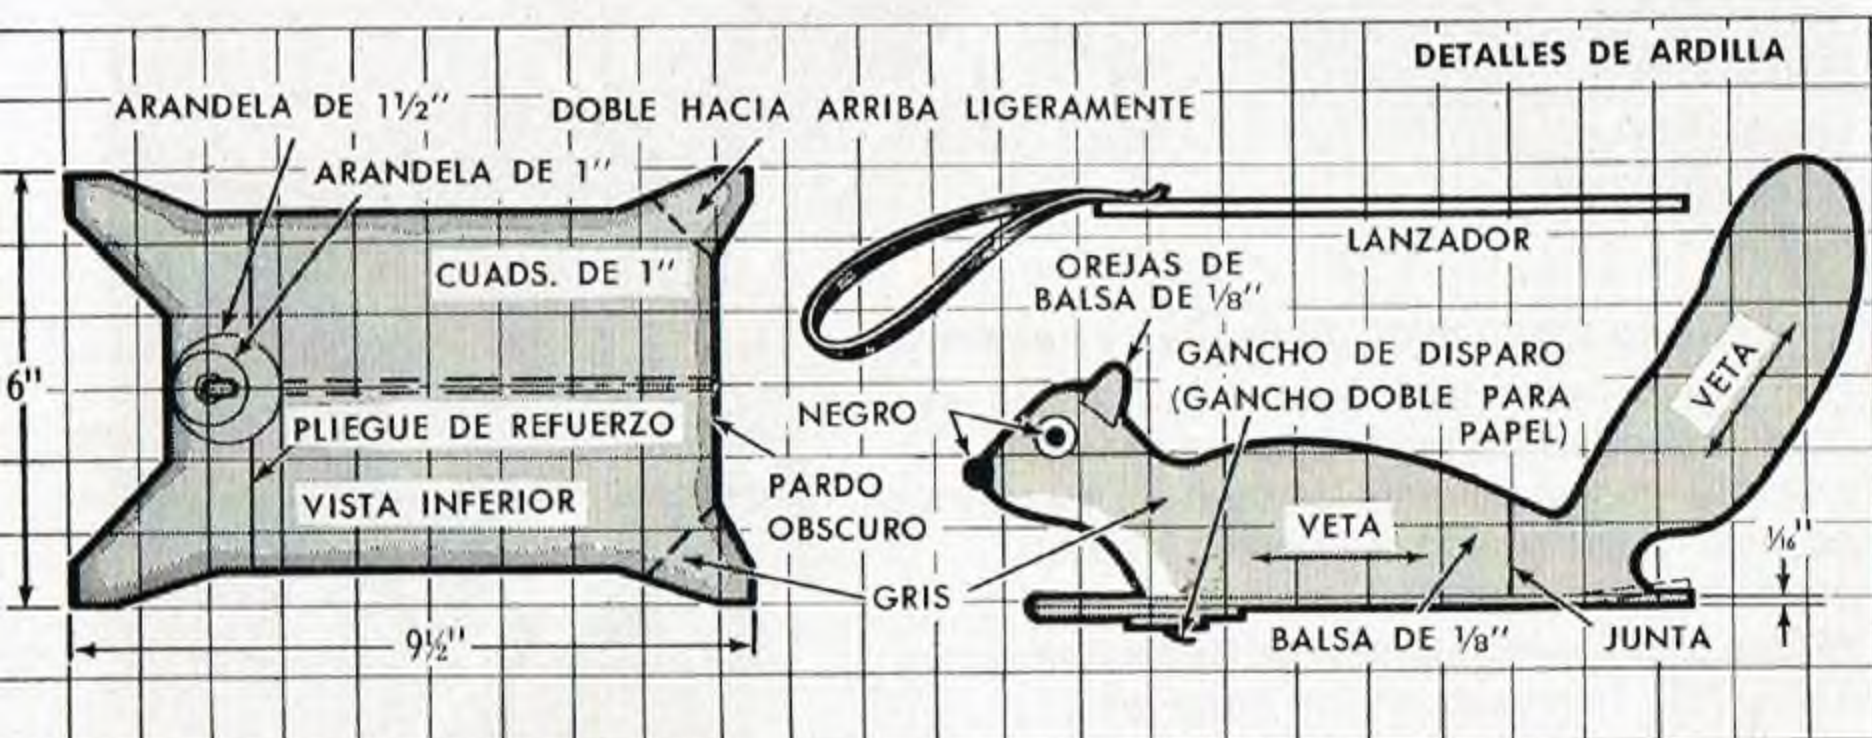 DETALLES DE ARDILLA
ARANDELA DE 1½"
DOBLE HACIA ARRIBA LIGERAMENTE
ARANDELA DE 1"
CUADS. DE 1"
6"
PLIEGUE DE REFUERZO
VISTA INFERIOR
9½"
LANZADOR
OREJAS DE
BALSA DE ⅛"
GANCHO DE DISPARO
(GANCHO DOBLE PARA
PAPEL)
NEGRO
PARDO
OBSCURO
GRIS
VETA
VETA
1/16"
BALSA DE ⅛"
JUNTA